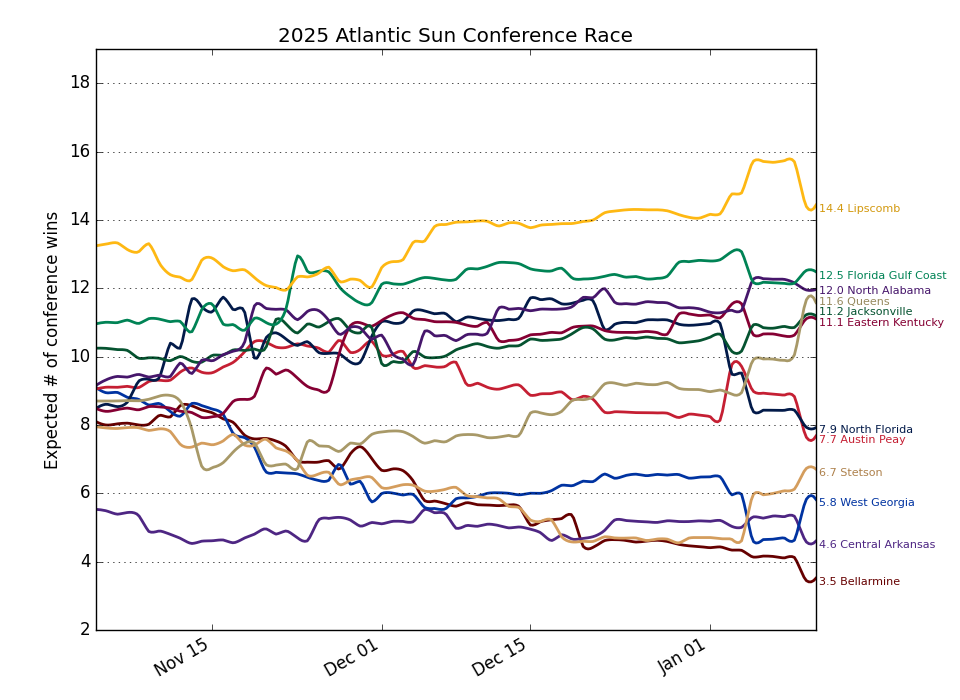 2025 Atlantic Sun Conference Race
Expected # of conference wins
18
16
14
12
10
8
6
4
2
Nov 15
Dec 01
Dec 15
Jan 01
14.4 Lipscomb
12.5 Florida Gulf Coast
12.0 North Alabama
11.6 Queens
11.2 Jacksonville
11.1 Eastern Kentucky
7.9 North Florida
7.7 Austin Peay
6.7 Stetson
5.8 West Georgia
4.6 Central Arkansas
3.5 Bellarmine